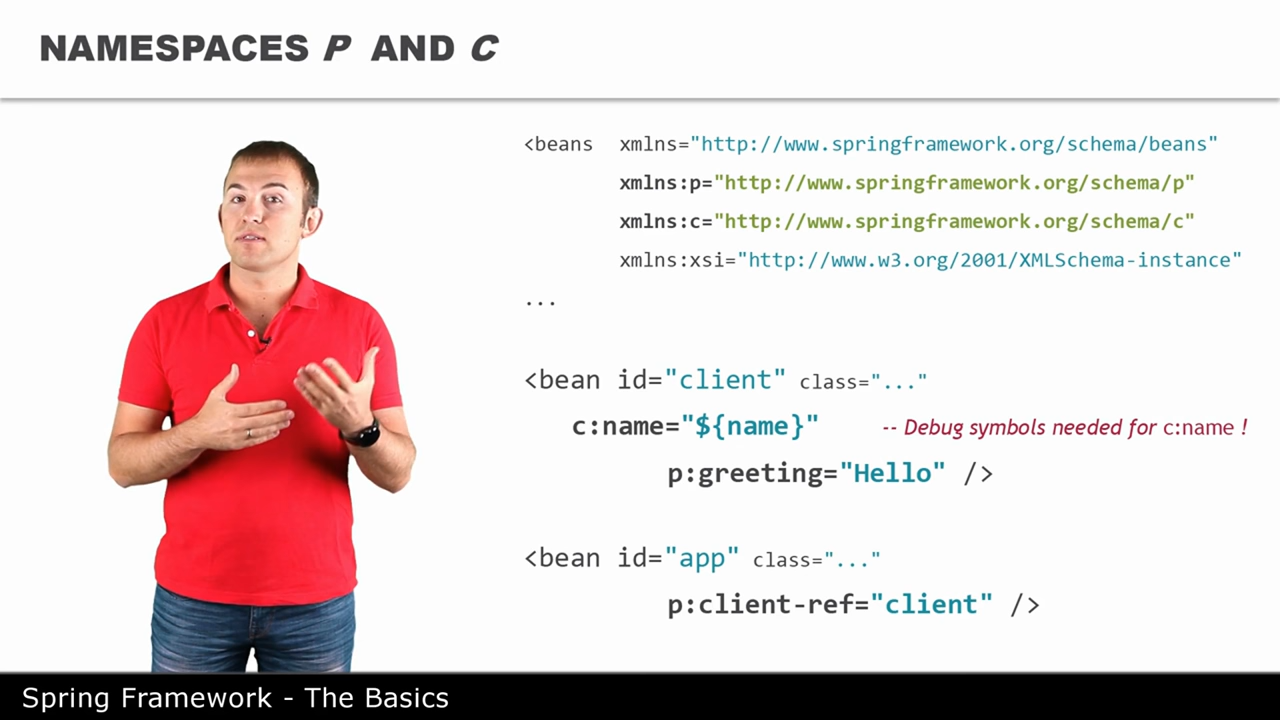 NAMESPACES P AND C
<beans xmlns="http://www.springframework.org/schema/beans"
xmlns:p="http://www.springframework.org/schema/p"
xmlns:c="http://www.springframework.org/schema/c"
xmlns:xsi="http://www.w3.org/2001/XMLSchema-instance"
...
<bean id="client" class="..."
c:name="${name}" -- Debug symbols needed for c:name !
p:greeting="Hello" />
<bean id="app" class="..."
p:client-ref="client" />
Spring Framework - The Basics